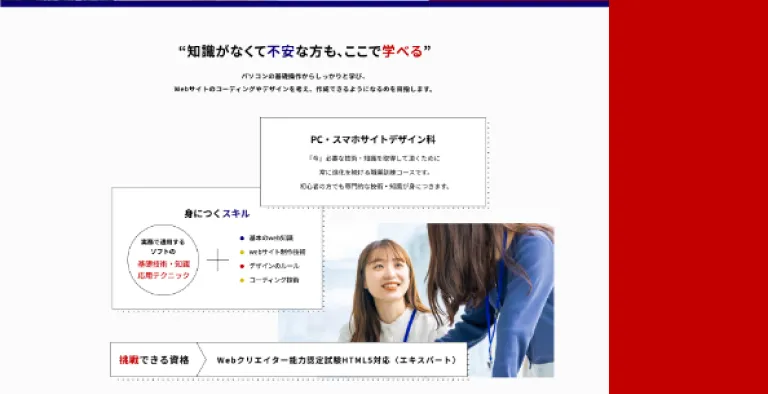 “知識がなくて不安な方も、ここで学べる”
パソコンの基礎操作からしっかりと学び、
Webサイトのコーディングやデザインを考え、作成できるようになるのを目指します。
PC・スマホサイトデザイン科
『今』必要な技術・知識を取得して頂くために
常に進化を続ける職業訓練コースです。
初心者の方でも専門的な技術・知識が身につきます。
身につくスキル
実務で通用する
ソフトの
基礎技術・知識
応用テクニック
基本のweb知識
webサイト制作技術
デザインのルール
コーディング技術
挑戦できる資格
Webクリエイター能力認定試験HTML5対応（エキスパート）